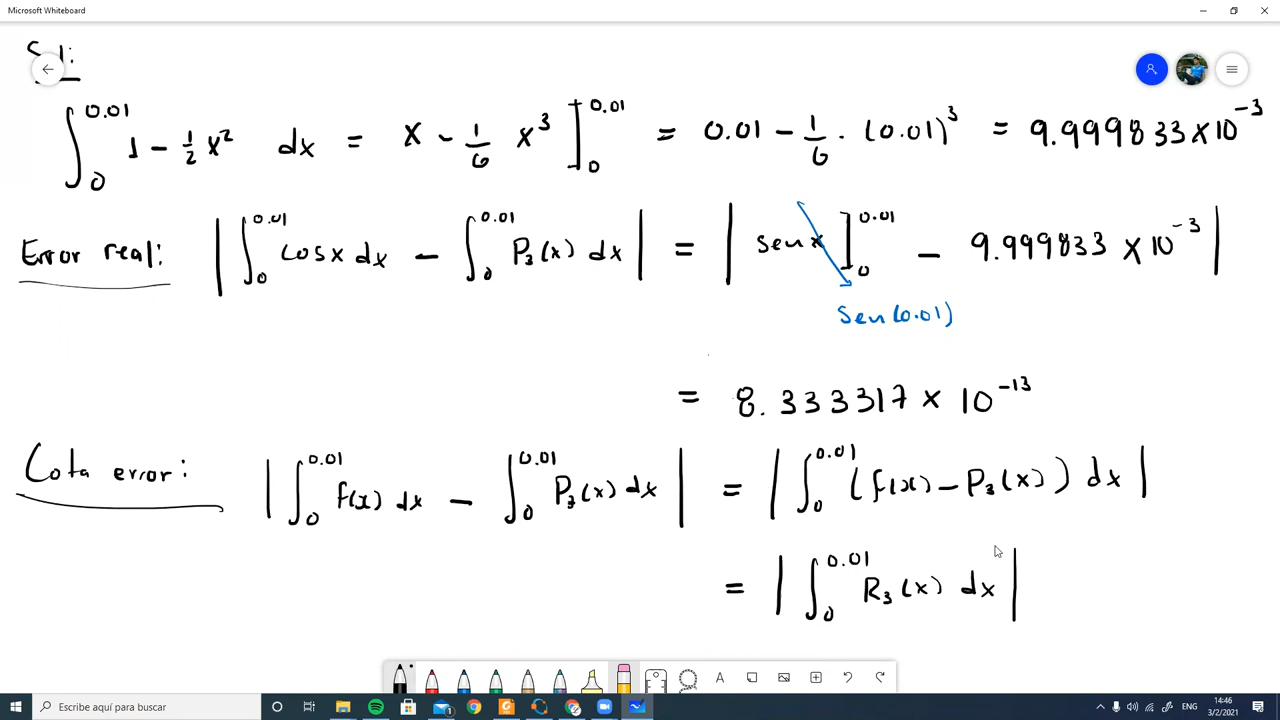 Microsoft Whiteboard
Sol:
∫₀^0.01 1 - 1/2 x² dx = x - 1/6 x³ ]₀^0.01 = 0.01 - 1/6 · (0.01)³ = 9.999833 x 10⁻³
Error real: | ∫₀^0.01 cosx dx - ∫₀^0.01 P₃(x) dx | = | sen x ]₀^0.01 - 9.999833 x 10⁻³ |
Sen(0.01)
= 8.333317 x 10⁻¹³
Cota error: | ∫₀^0.01 f(x) dx - ∫₀^0.01 P₃(x) dx | = | ∫₀^0.01 (f(x) - P₃(x)) dx |
= | ∫₀^0.01 R₃(x) dx |
Escribe aquí para buscar
14:46
3/2/2021